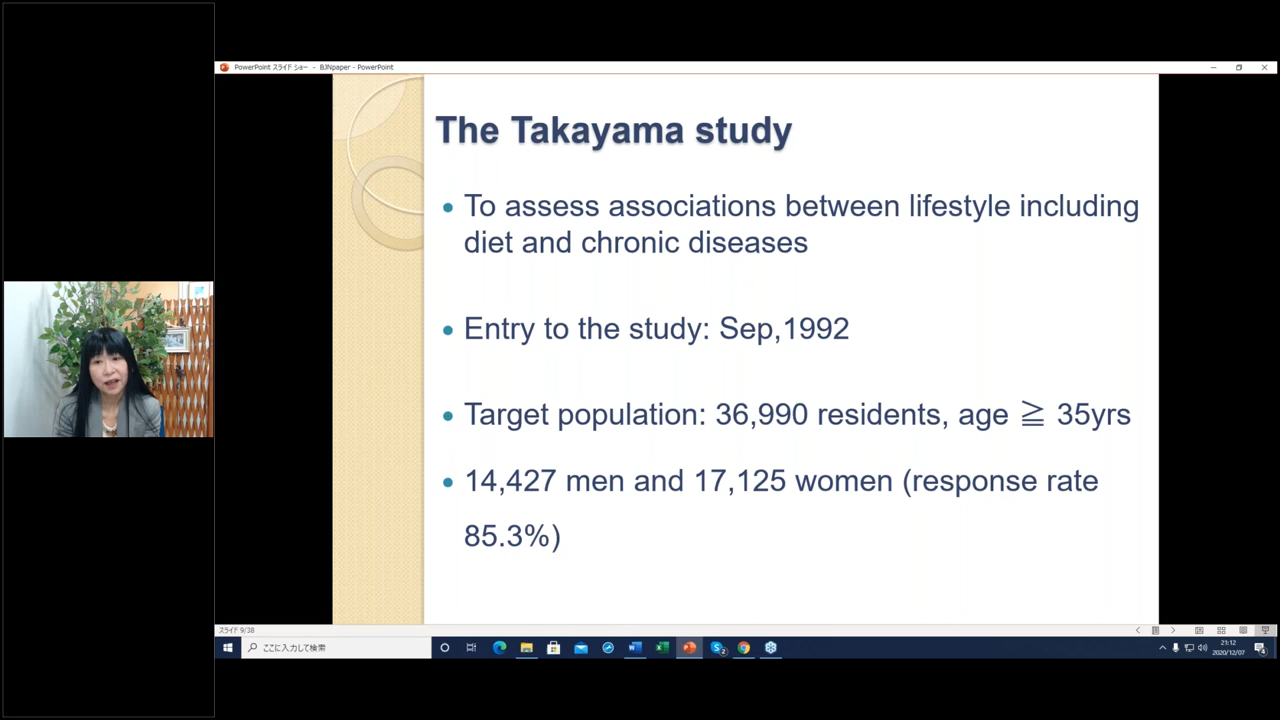 PowerPoint スライド ショー - BJNpaper - PowerPoint
The Takayama study
• To assess associations between lifestyle including
diet and chronic diseases
• Entry to the study: Sep,1992
• Target population: 36,990 residents, age ≧ 35yrs
• 14,427 men and 17,125 women (response rate
85.3%)
スライド 9/38
ここに入力して検索
21:12
2020/12/07